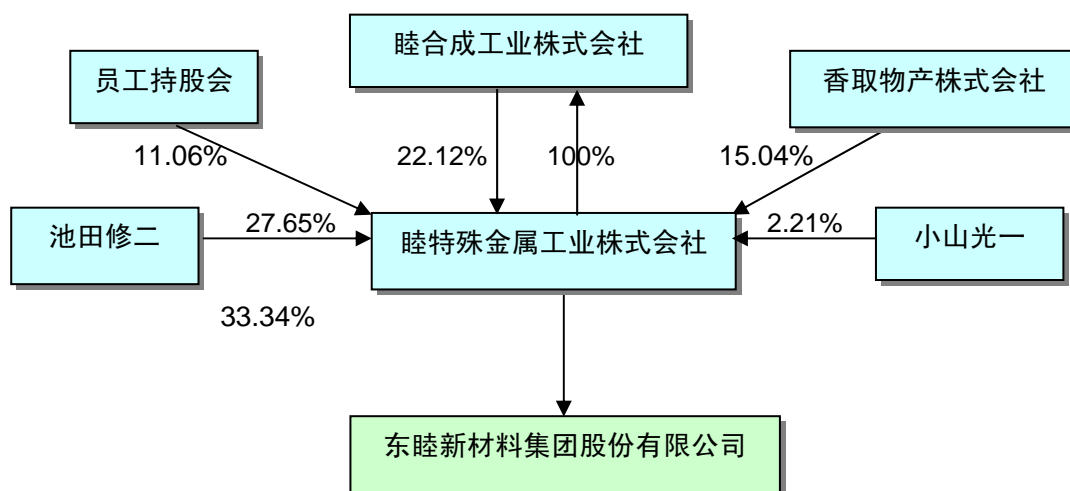 睦合成工业株式会社
员工持股会
香取物产株式会社
11.06%
22.12%
100%
15.04%
池田修二
27.65%
睦特殊金属工业株式会社
2.21%
小山光一
33.34%
东睦新材料集团股份有限公司